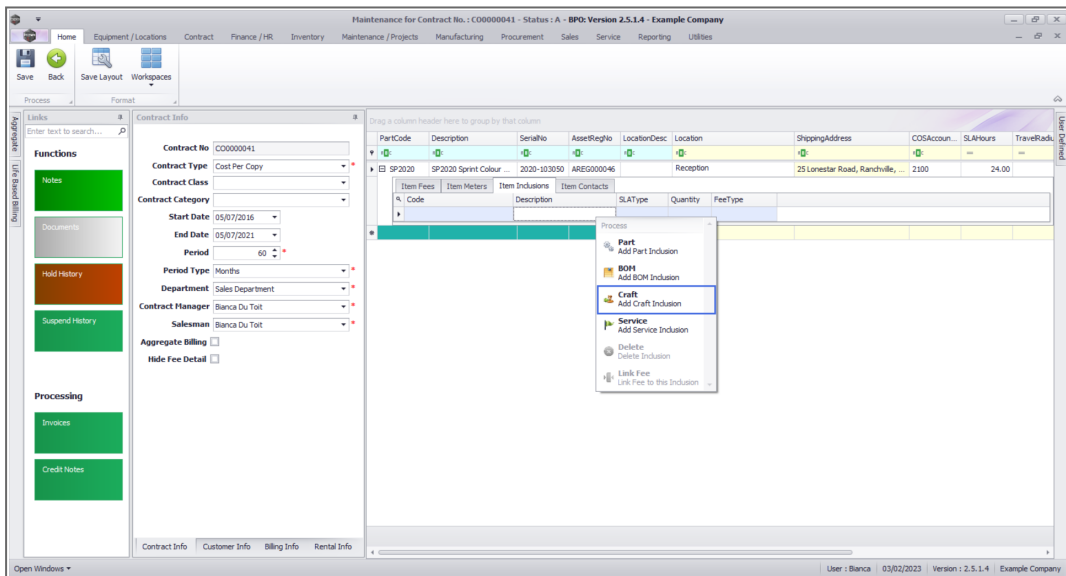 Maintenance for Contract No. : CO0000041 - Status : A - BPO: Version 2.5.1.4 - Example Company
Home Equipment / Locations Contract Finance / HR Inventory Maintenance / Projects Manufacturing Procurement Sales Service Reporting Utilities
Save Back Save Layout Workspaces
Process Format
Aggregate
Life Based Billing
Links
Enter text to search...
Functions
Notes
Documents
Hold History
Suspend History
Processing
Invoices
Credit Notes
Contract Info
Contract No CO0000041
Contract Type Cost Per Copy *
Contract Class
Contract Category
Start Date 05/07/2016
End Date 05/07/2021
Period 60 *
Period Type Months *
Department Sales Department *
Contract Manager Bianca Du Toit *
Salesman Bianca Du Toit *
Aggregate Billing
Hide Fee Detail
Contract Info Customer Info Billing Info Rental Info
Drag a column header here to group by that column
PartCode Description SerialNo AssetRegNo LocationDesc Location ShippingAddress COSAccoun... SLAHours TravelRadiu
SP2020 SP2020 Sprint Colour ... 2020-103050 AREG000046 Reception 25 Lonestar Road, Ranchville, ... 2100 24.00
Item Fees Item Meters Item Inclusions Item Contacts
Code Description SLAType Quantity FeeType
Process
Part
Add Part Inclusion
BOM
Add BOM Inclusion
Craft
Add Craft Inclusion
Service
Add Service Inclusion
Delete
Delete Inclusion
Link Fee
Link Fee to this Inclusion
User Defined
Open Windows
User : Bianca 03/02/2023 Version : 2.5.1.4 Example Company